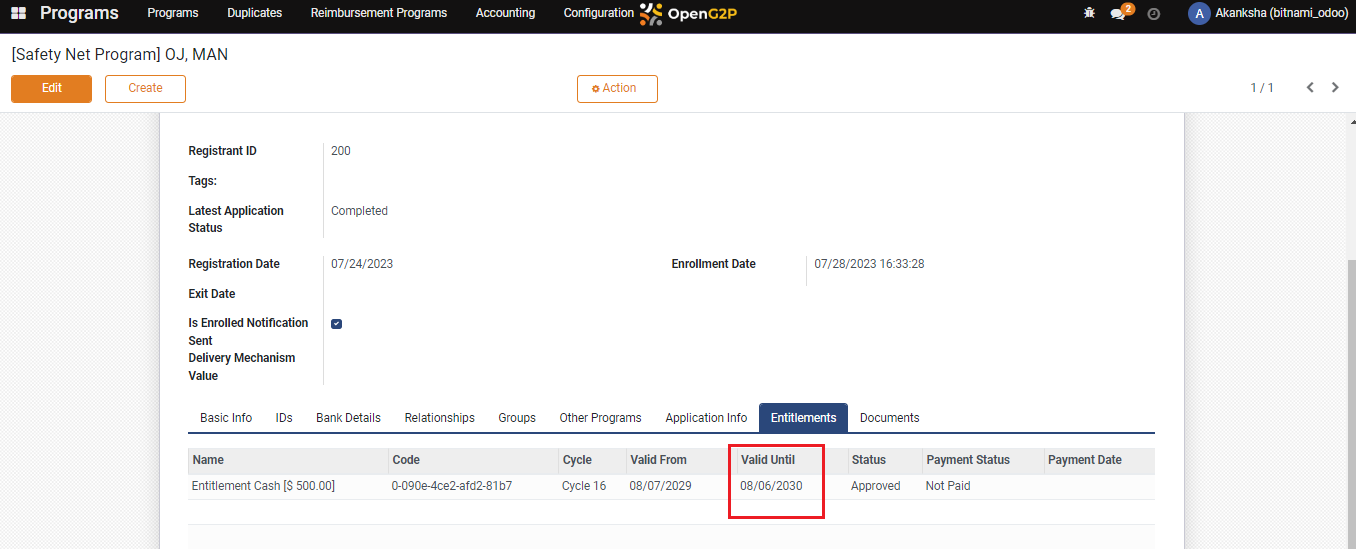 Programs Programs Duplicates Reimbursement Programs Accounting Configuration OpenG2P 2 A Akanksha (bitnami_odoo)
[Safety Net Program] OJ, MAN
Edit Create Action 1 / 1
Registrant ID 200
Tags:
Latest Application
Status Completed
Registration Date 07/24/2023 Enrollment Date 07/28/2023 16:33:28
Exit Date
Is Enrolled Notification
Sent
Delivery Mechanism
Value
Basic Info IDs Bank Details Relationships Groups Other Programs Application Info Entitlements Documents
Name Code Cycle Valid From Valid Until Status Payment Status Payment Date
Entitlement Cash [$ 500.00] 0-090e-4ce2-afd2-81b7 Cycle 16 08/07/2029 08/06/2030 Approved Not Paid